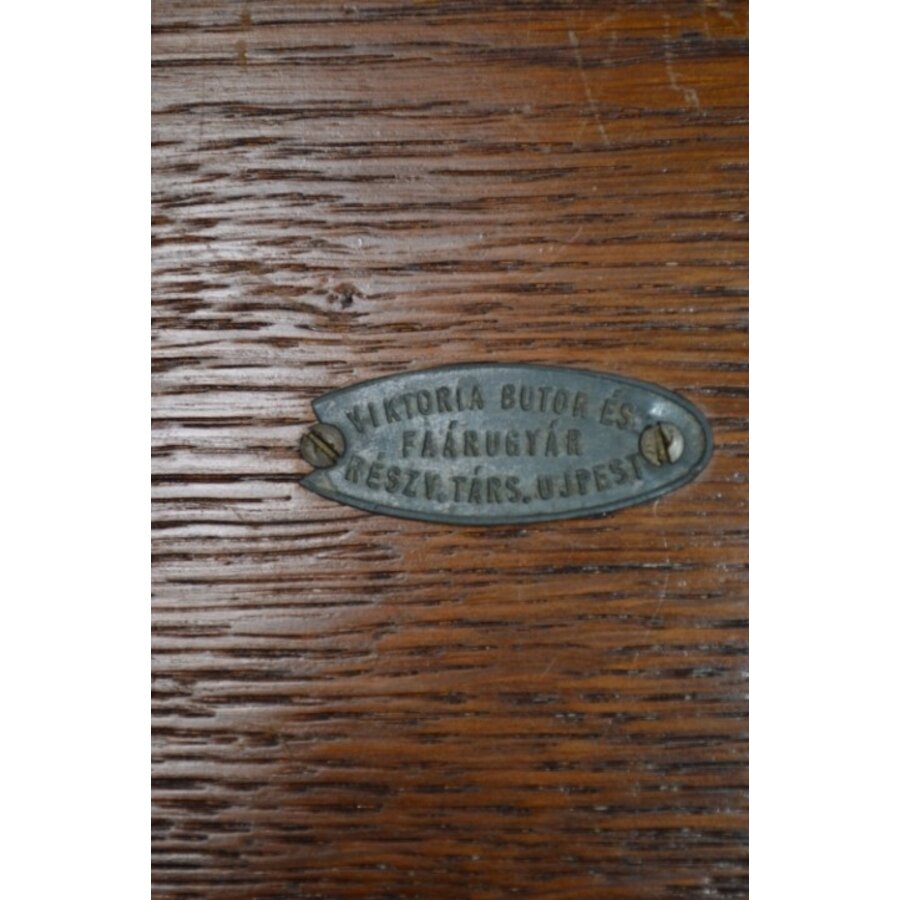 VIKTORIA BUTOR ÉS
FAÁRUGYÁR
RÉSZV. TÁRS. UJPEST